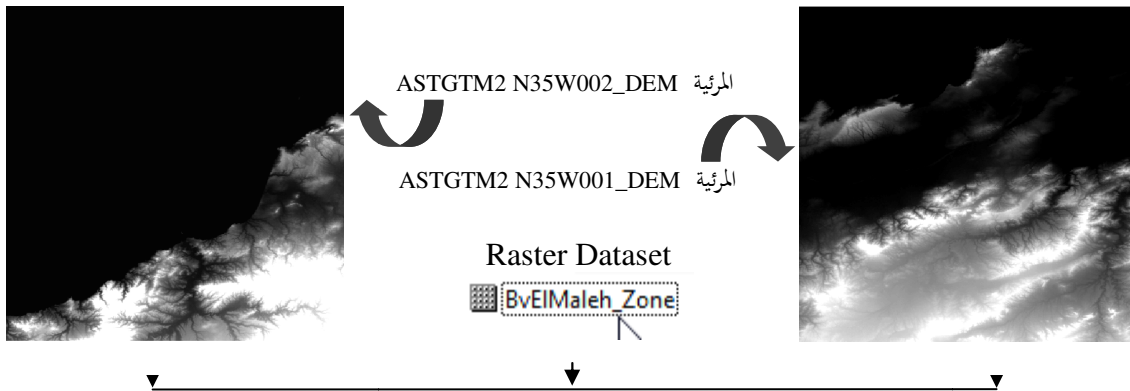 المرئية ASTGTM2 N35W002_DEM
المرئية ASTGTM2 N35W001_DEM
Raster Dataset
BvElMaleh_Zone